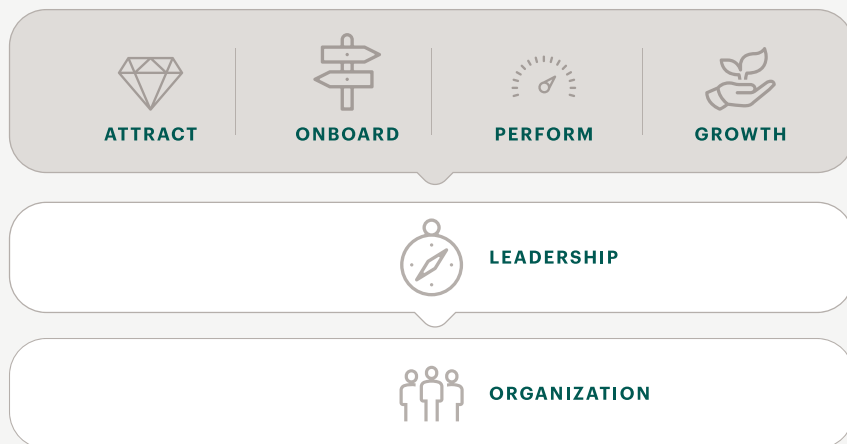 ATTRACT
ONBOARD
PERFORM
GROWTH
LEADERSHIP
ORGANIZATION